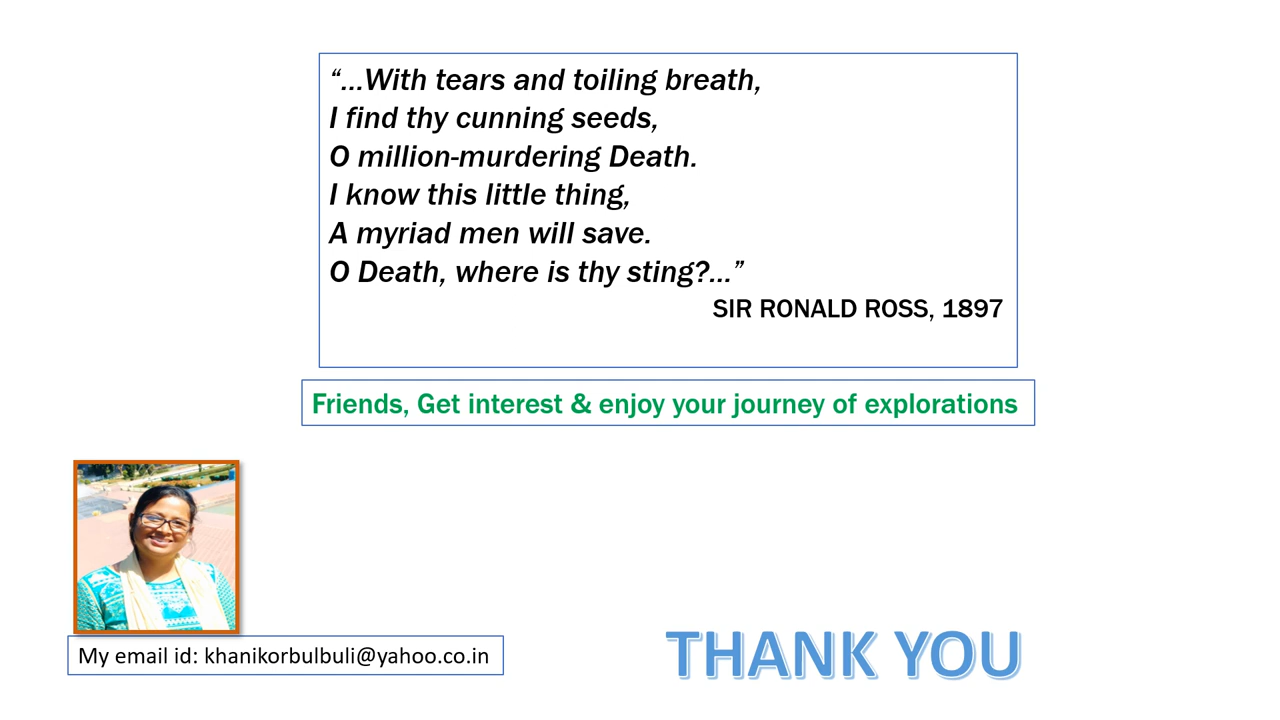 “...With tears and toiling breath,
I find thy cunning seeds,
O million-murdering Death.
I know this little thing,
A myriad men will save.
O Death, where is thy sting?...”
SIR RONALD ROSS, 1897
Friends, Get interest & enjoy your journey of explorations
My email id: khanikorbulbuli@yahoo.co.in
THANK YOU